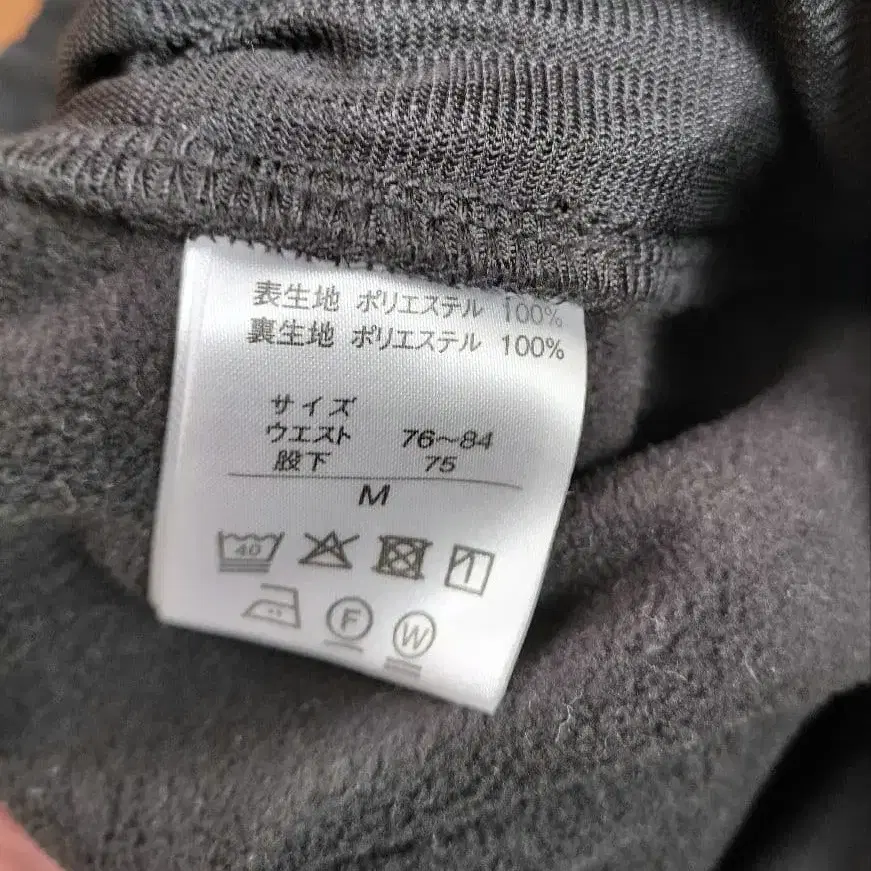 表生地 ポリエステル 100%
裏生地 ポリエステル 100%
サイズ
ウエスト 76〜84
股下 75
M
40
F W